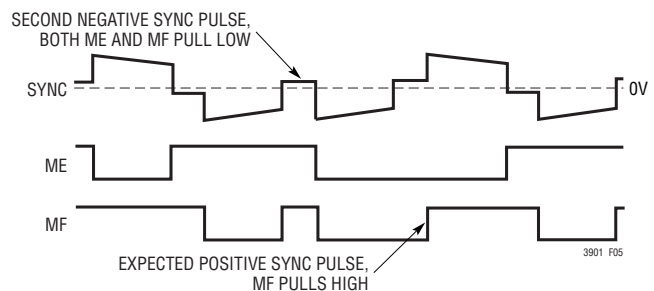 SECOND NEGATIVE SYNC PULSE,
BOTH ME AND MF PULL LOW
SYNC
0V
ME
MF
3901 F05
EXPECTED POSITIVE SYNC PULSE,
MF PULLS HIGH